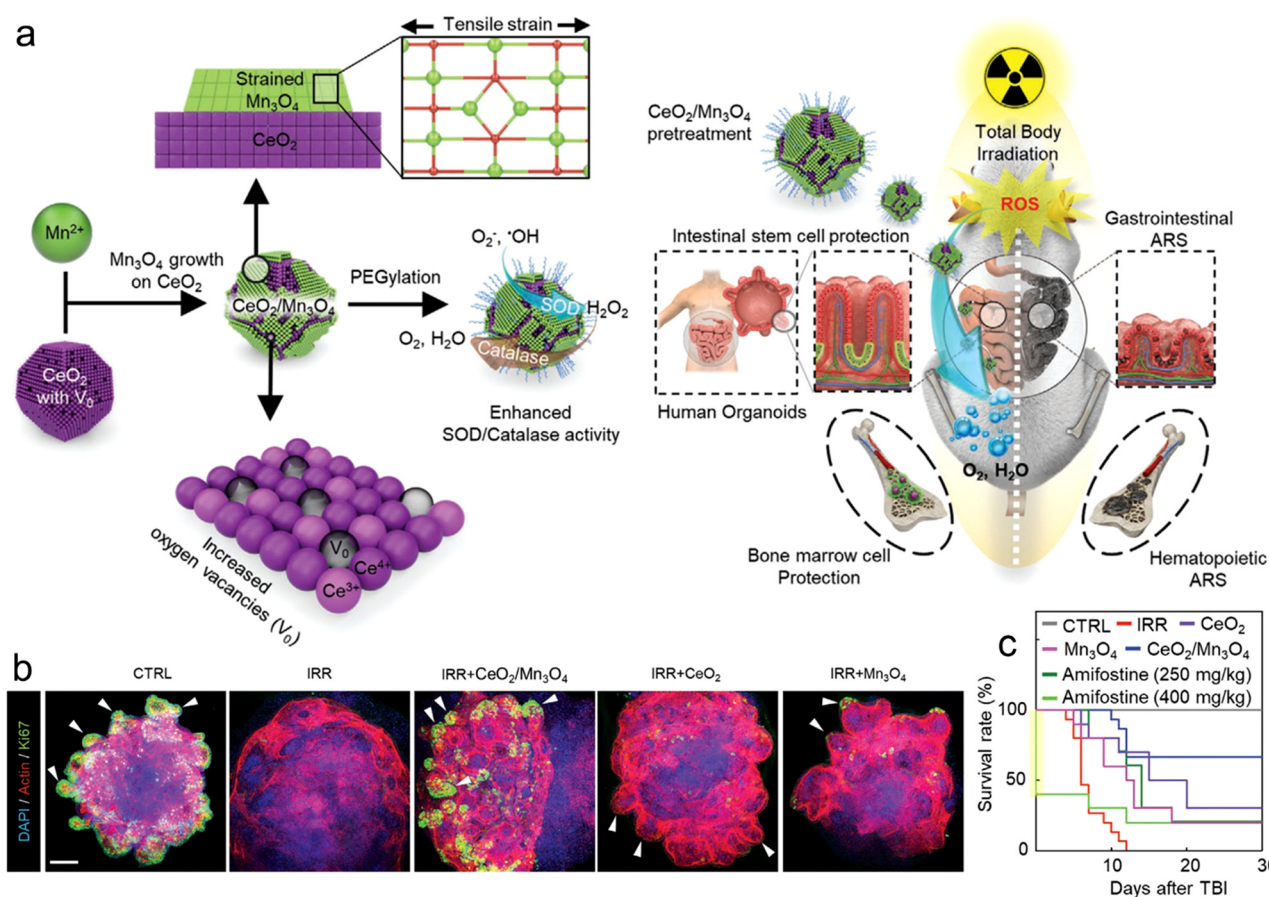 a
Tensile strain
Strained
Mn₃O₄
CeO₂
Mn²⁺
Mn₃O₄ growth
on CeO₂
CeO₂
with V₀
CeO₂/Mn₃O₄
PEGylation
O₂⁻, ·OH
SOD
H₂O₂
O₂, H₂O
Catalase
Enhanced
SOD/Catalase activity
V₀
Ce⁴⁺
Ce³⁺
Increased
oxygen vacancies (V₀)
CeO₂/Mn₃O₄
pretreatment
Total Body
Irradiation
ROS
Intestinal stem cell protection
Gastrointestinal
ARS
Human Organoids
O₂, H₂O
Bone marrow cell
Protection
Hematopoietic
ARS
b
CTRL
IRR
IRR+CeO₂/Mn₃O₄
IRR+CeO₂
IRR+Mn₃O₄
DAPI / Actin / Ki67
c
CTRL IRR CeO₂
Mn₃O₄ CeO₂/Mn₃O₄
Amifostine (250 mg/kg)
Amifostine (400 mg/kg)
Survival rate (%)
100
50
0
10 20 30
Days after TBI